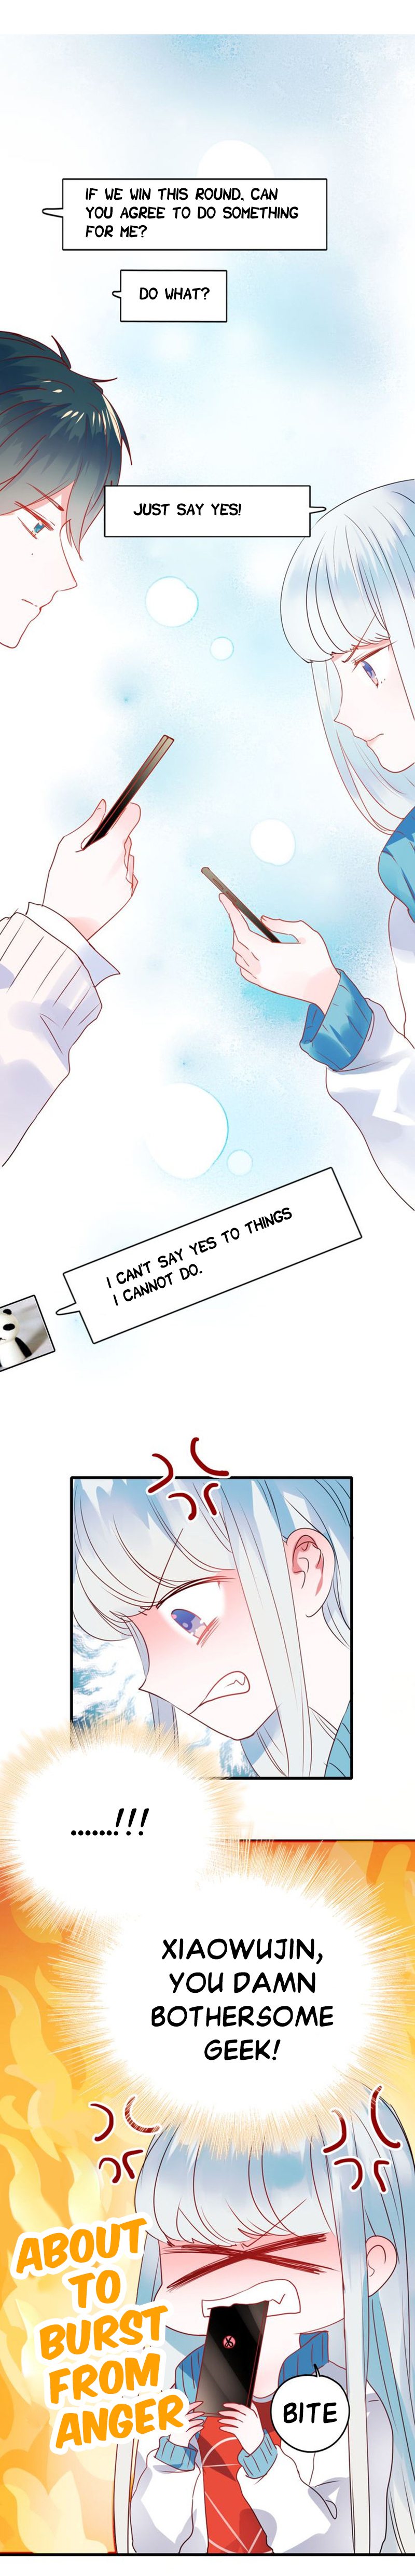 IF WE WIN THIS ROUND, CAN
YOU AGREE TO DO SOMETHING
FOR ME?
DO WHAT?
JUST SAY YES!
I CAN'T SAY YES TO THINGS
I CANNOT DO.
.......!!!
XIAOWUJIN,
YOU DAMN
BOTHERSOME
GEEK!
ABOUT
TO
BURST
FROM
ANGER
BITE